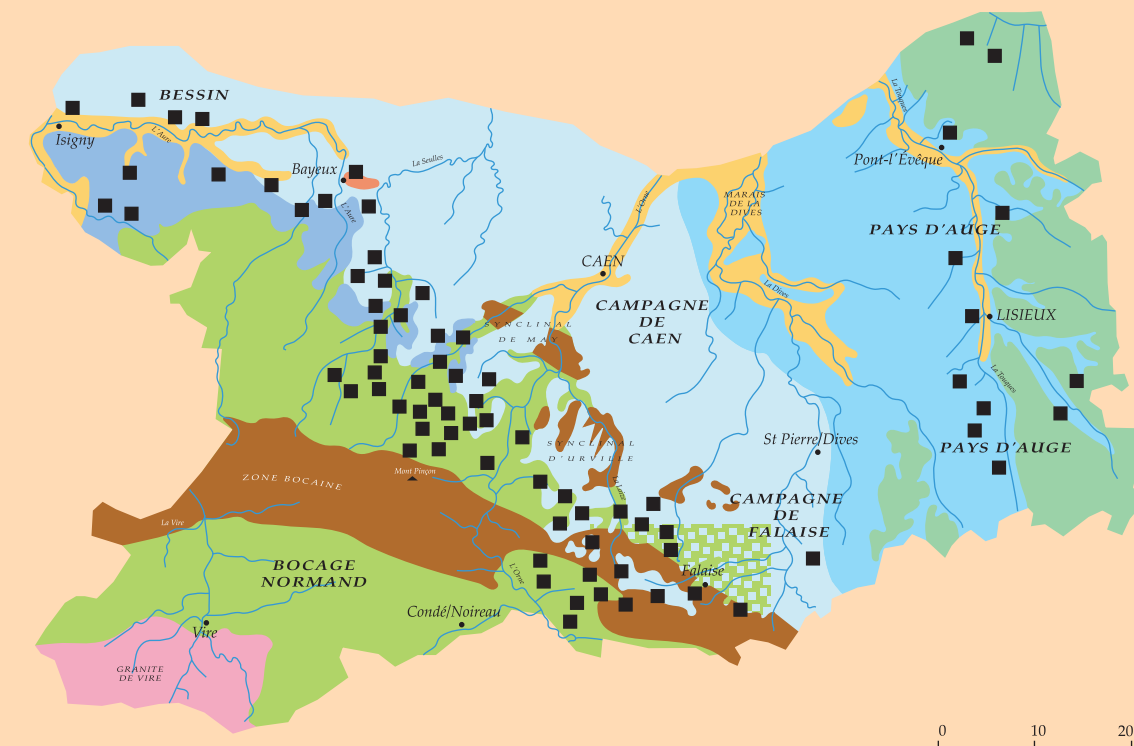 BESSIN
Isigny
L'Aure
Bayeux
L'Aure
La Seulles
L'Orne
CAEN
CAMPAGNE
DE
CAEN
MARAIS
DE LA
DIVES
La Dives
La Touques
Pont-l'Évêque
PAYS D'AUGE
LISIEUX
La Touques
PAYS D'AUGE
SYNCLINAL
DE MAY
SYNCLINAL
D'URVILLE
La Laize
St Pierre/Dives
CAMPAGNE
DE
FALAISE
Falaise
ZONE BOCAINE
Mont Pinçon
La Vire
BOCAGE
NORMAND
L'Orne
Condé/Noireau
Vire
GRANITE
DE VIRE
0 10 20